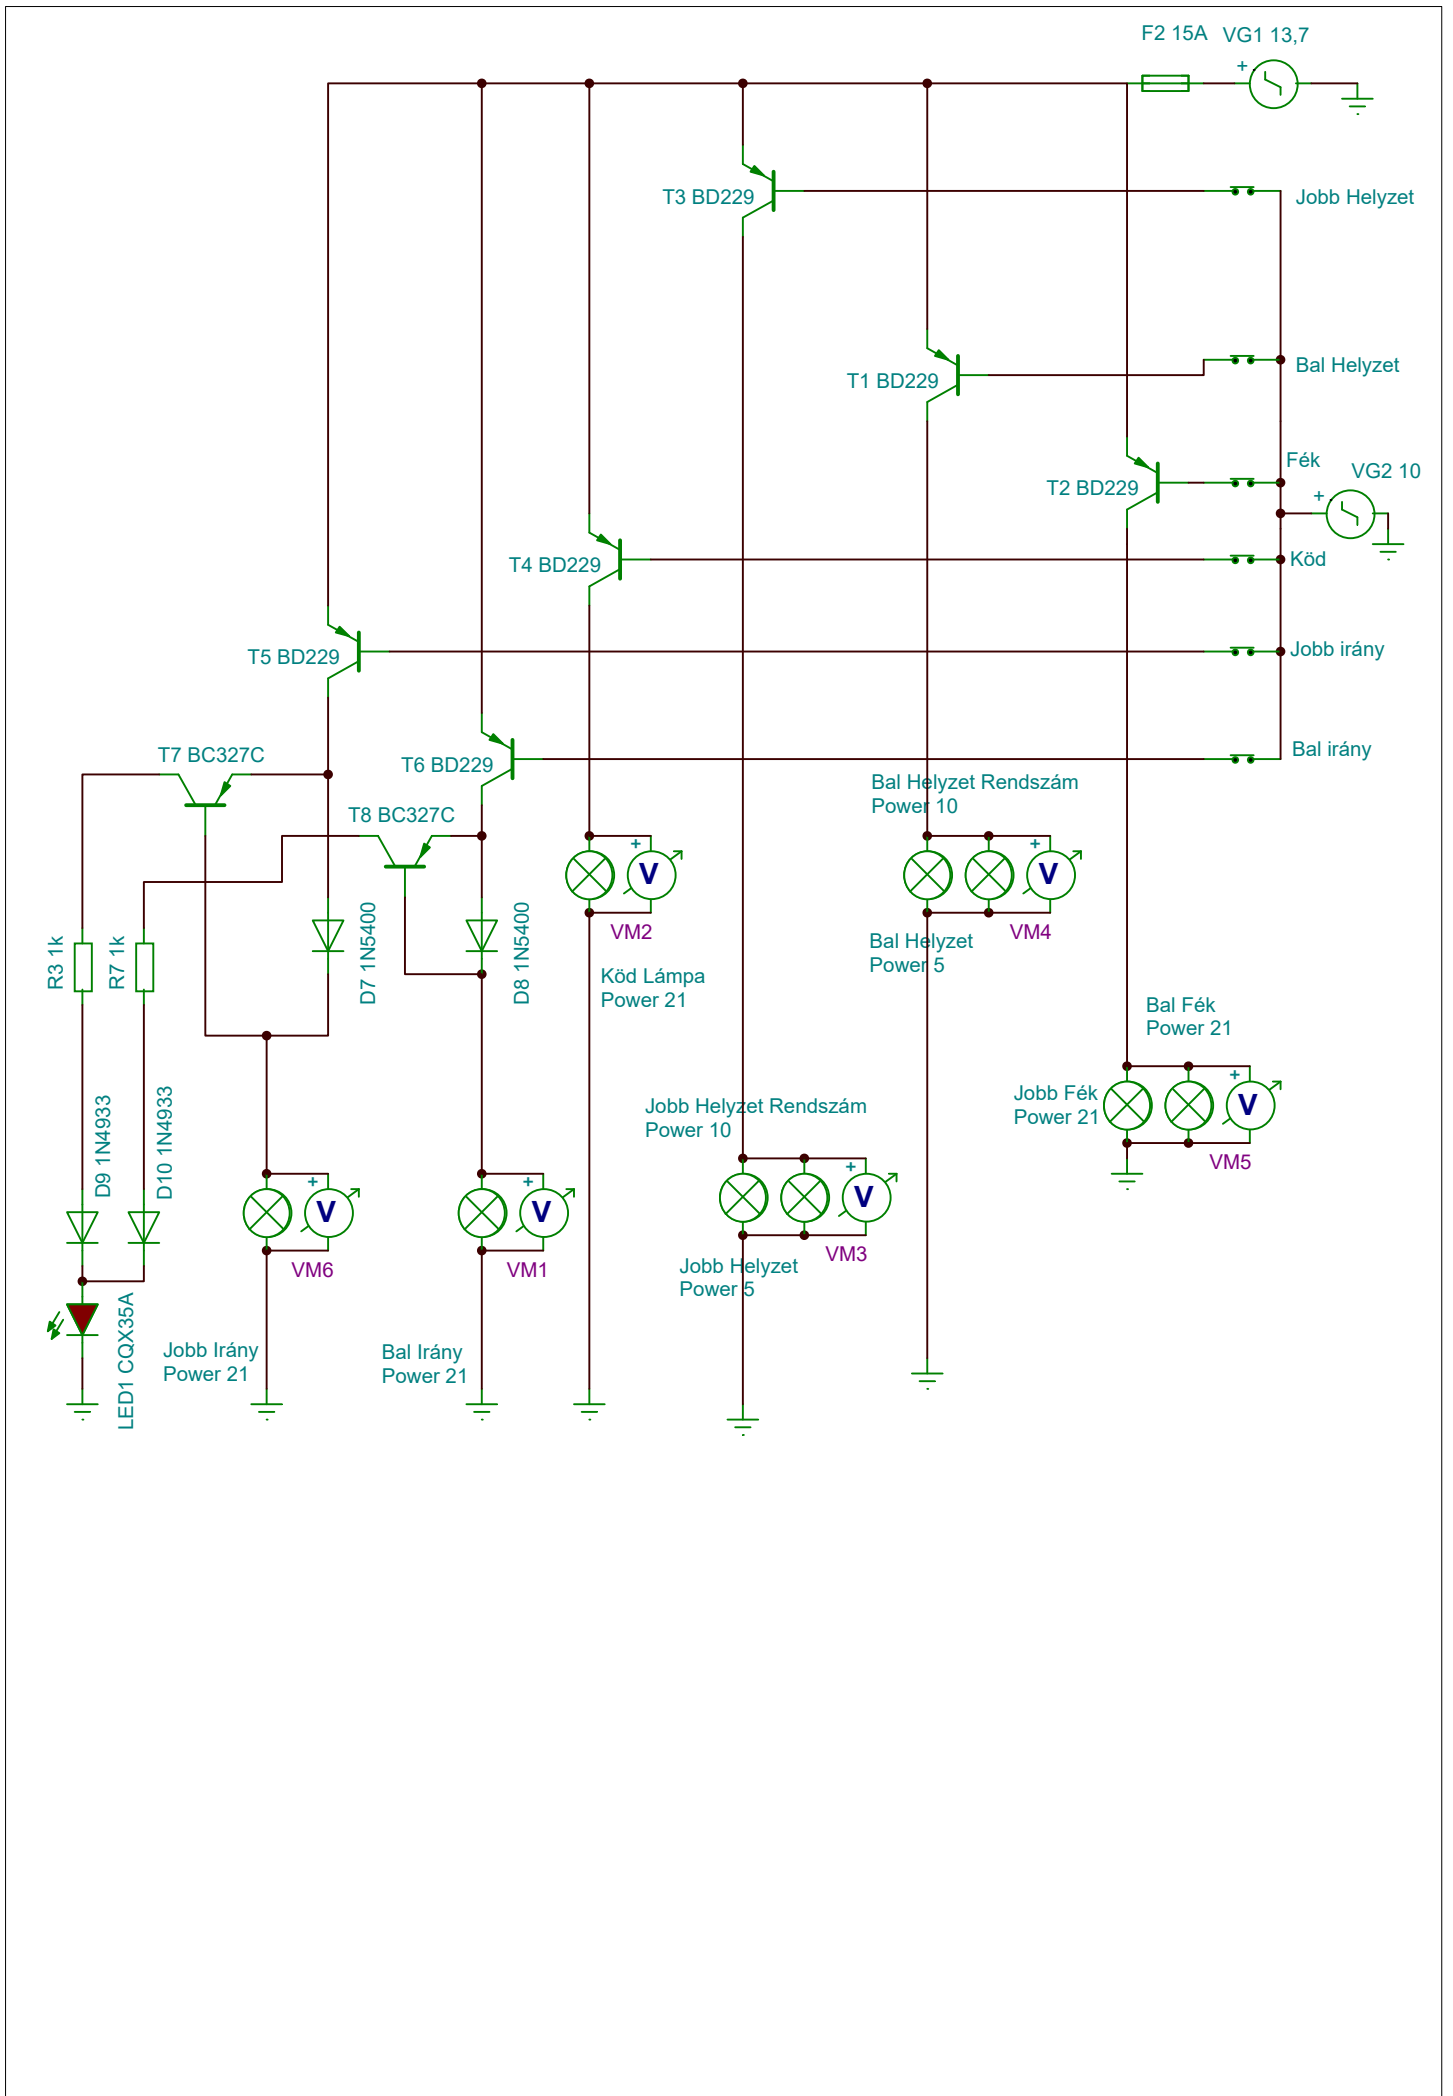 F2 15A
VG1 13,7
+
T3 BD229
Jobb Helyzet
T1 BD229
Bal Helyzet
Fék
VG2 10
+
T2 BD229
T4 BD229
Köd
T5 BD229
Jobb irány
T6 BD229
Bal irány
T7 BC327C
T8 BC327C
Bal Helyzet Rendszám
Power 10
+
V
VM2
+
V
VM4
Bal Helyzet
Power 5
Köd Lámpa
Power 21
R3 1k
R7 1k
D7 1N5400
D8 1N5400
Bal Fék
Power 21
Jobb Fék
Power 21
+
V
VM5
Jobb Helyzet Rendszám
Power 10
D9 1N4933
D10 1N4933
+
V
VM6
+
V
VM1
+
V
VM3
Jobb Helyzet
Power 5
LED1 CQX35A
Jobb Irány
Power 21
Bal Irány
Power 21